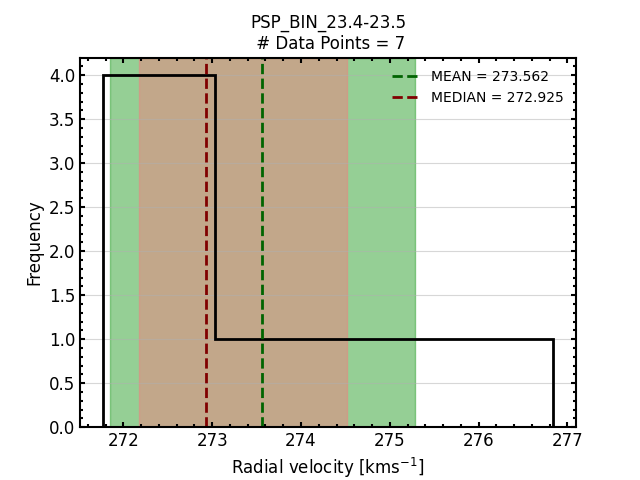 PSP_BIN_23.4-23.5
# Data Points = 7
MEAN = 273.562
MEDIAN = 272.925
4.0
3.5
3.0
2.5
2.0
1.5
1.0
0.5
0.0
Frequency
272 273 274 275 276 277
Radial velocity [kms⁻¹]